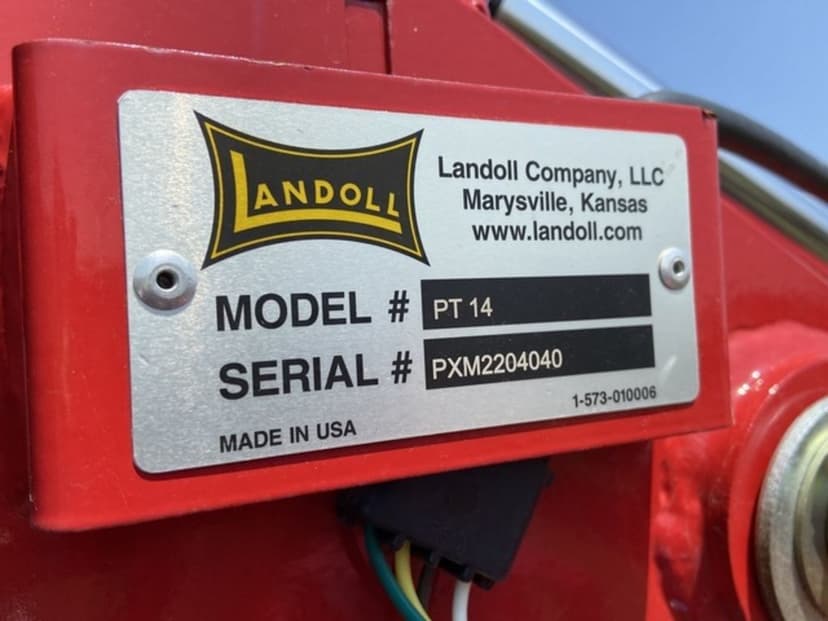 LANDOLL
Landoll Company, LLC
Marysville, Kansas
www.landoll.com
MODEL # PT 14
SERIAL # PXM2204040
1-573-010006
MADE IN USA